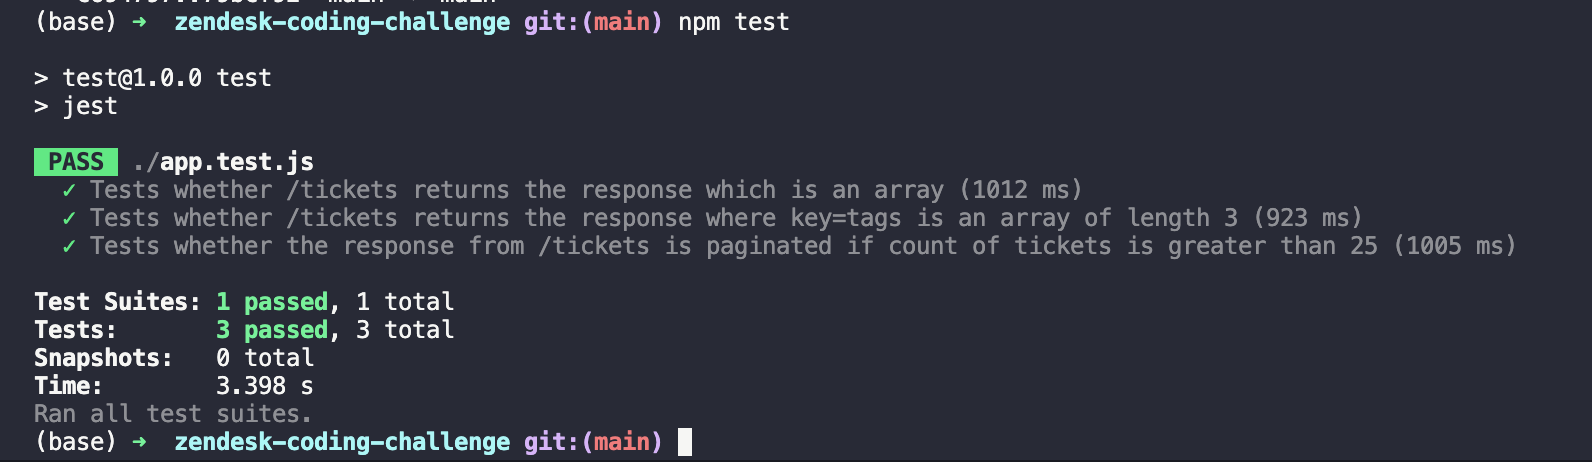 (base) → zendesk-coding-challenge git:(main) npm test
> test@1.0.0 test
> jest
PASS ./app.test.js
✓ Tests whether /tickets returns the response which is an array (1012 ms)
✓ Tests whether /tickets returns the response where key=tags is an array of length 3 (923 ms)
✓ Tests whether the response from /tickets is paginated if count of tickets is greater than 25 (1005 ms)
Test Suites: 1 passed, 1 total
Tests: 3 passed, 3 total
Snapshots: 0 total
Time: 3.398 s
Ran all test suites.
(base) → zendesk-coding-challenge git:(main)